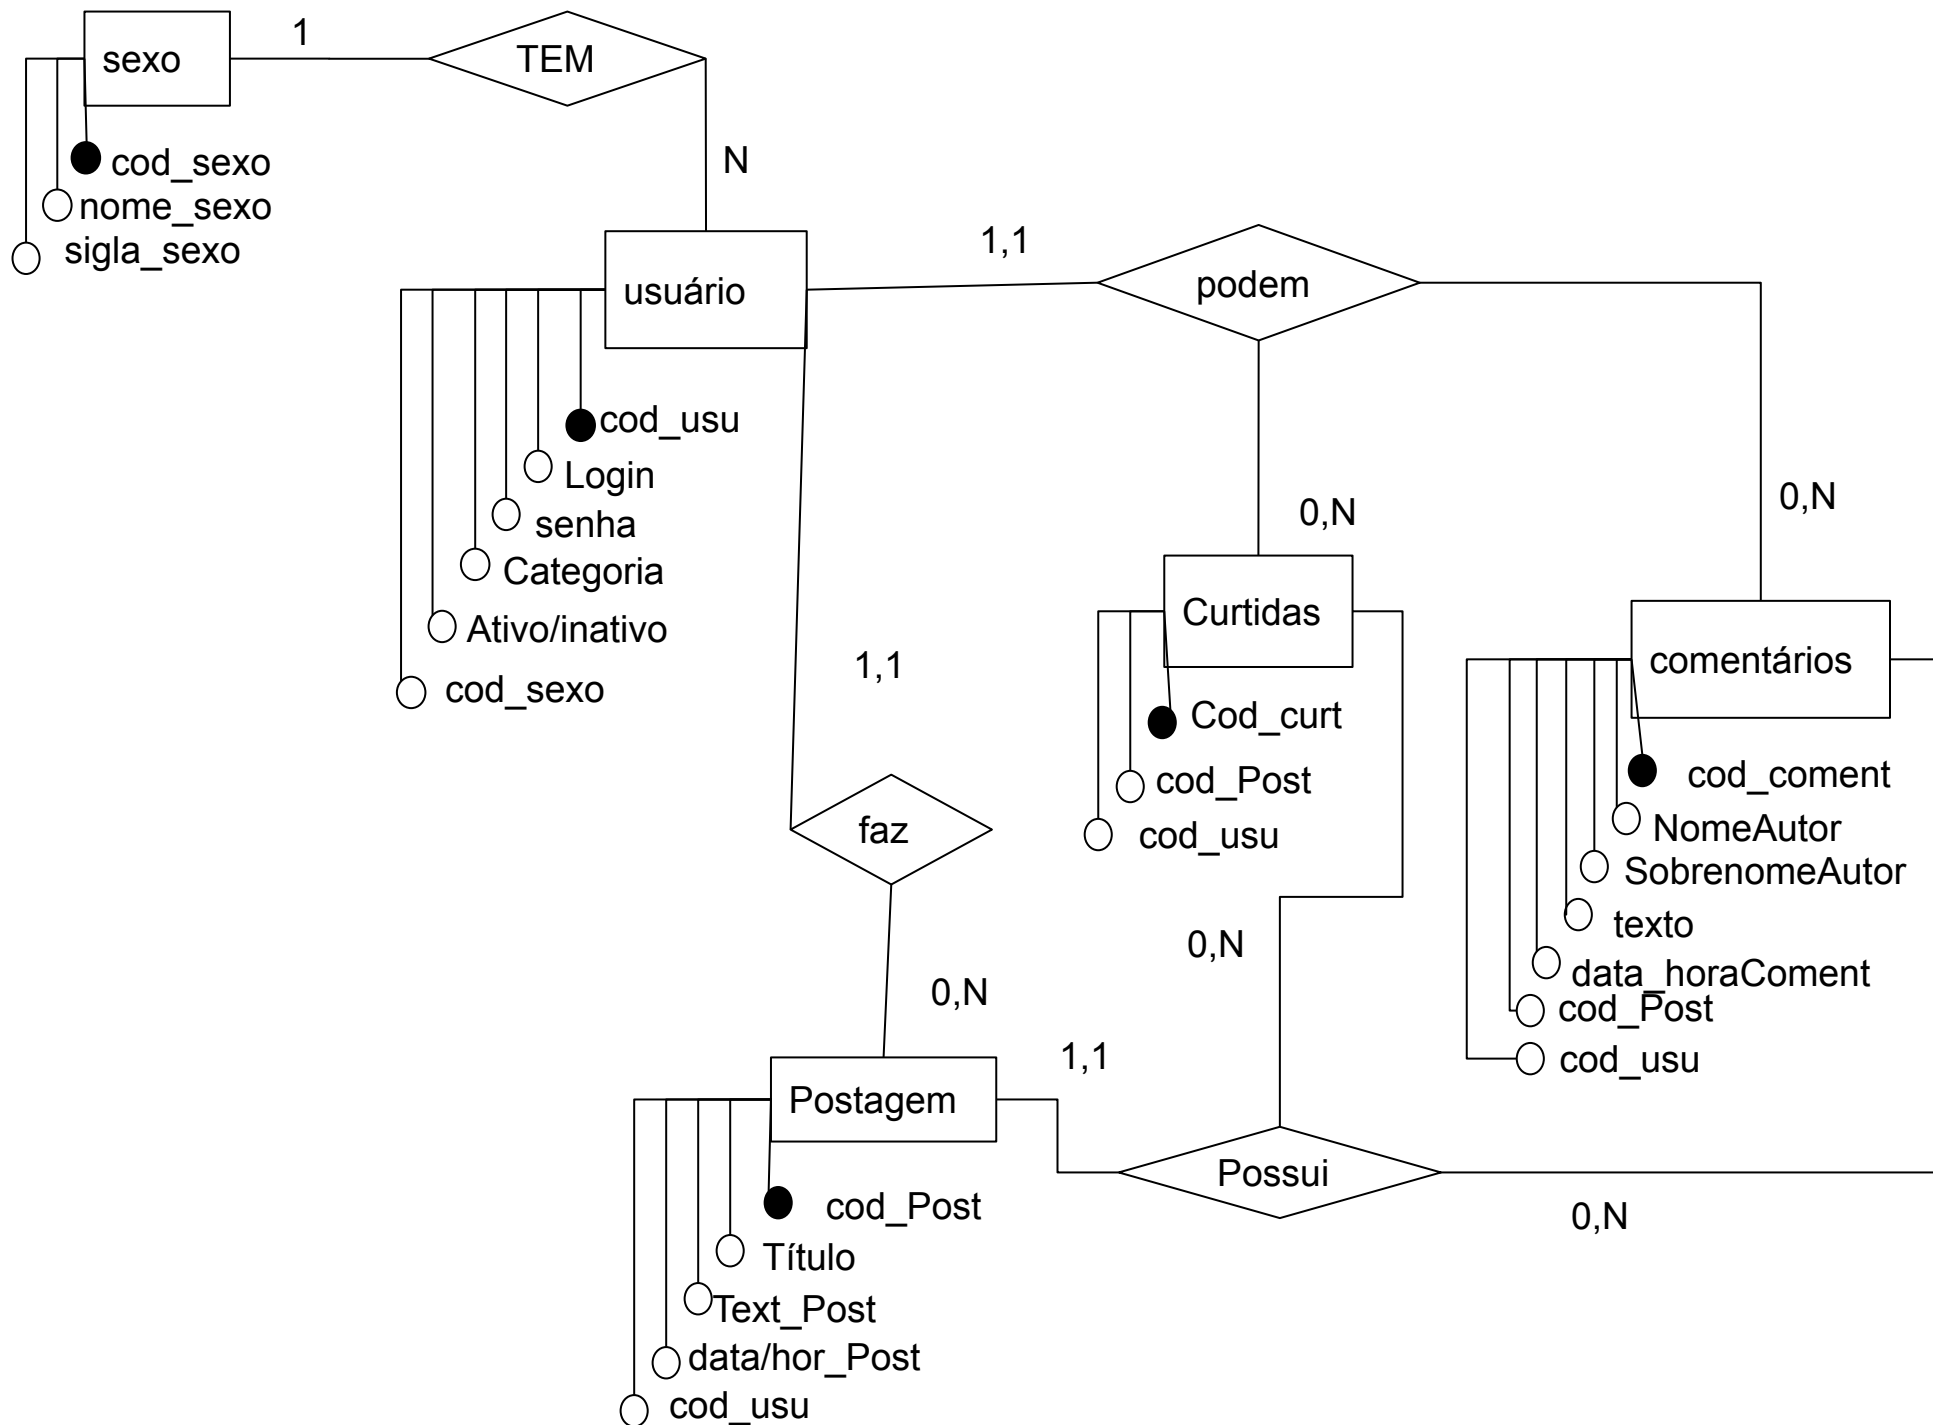 1
sexo
TEM
cod_sexo
nome_sexo
sigla_sexo
N
usuário
1,1
podem
cod_usu
Login
senha
Categoria
Ativo/inativo
cod_sexo
0,N
0,N
Curtidas
comentários
1,1
Cod_curt
cod_Post
cod_usu
cod_coment
NomeAutor
SobrenomeAutor
texto
data_horaComent
cod_Post
cod_usu
faz
0,N
0,N
1,1
Postagem
Possui
0,N
cod_Post
Título
Text_Post
data/hor_Post
cod_usu